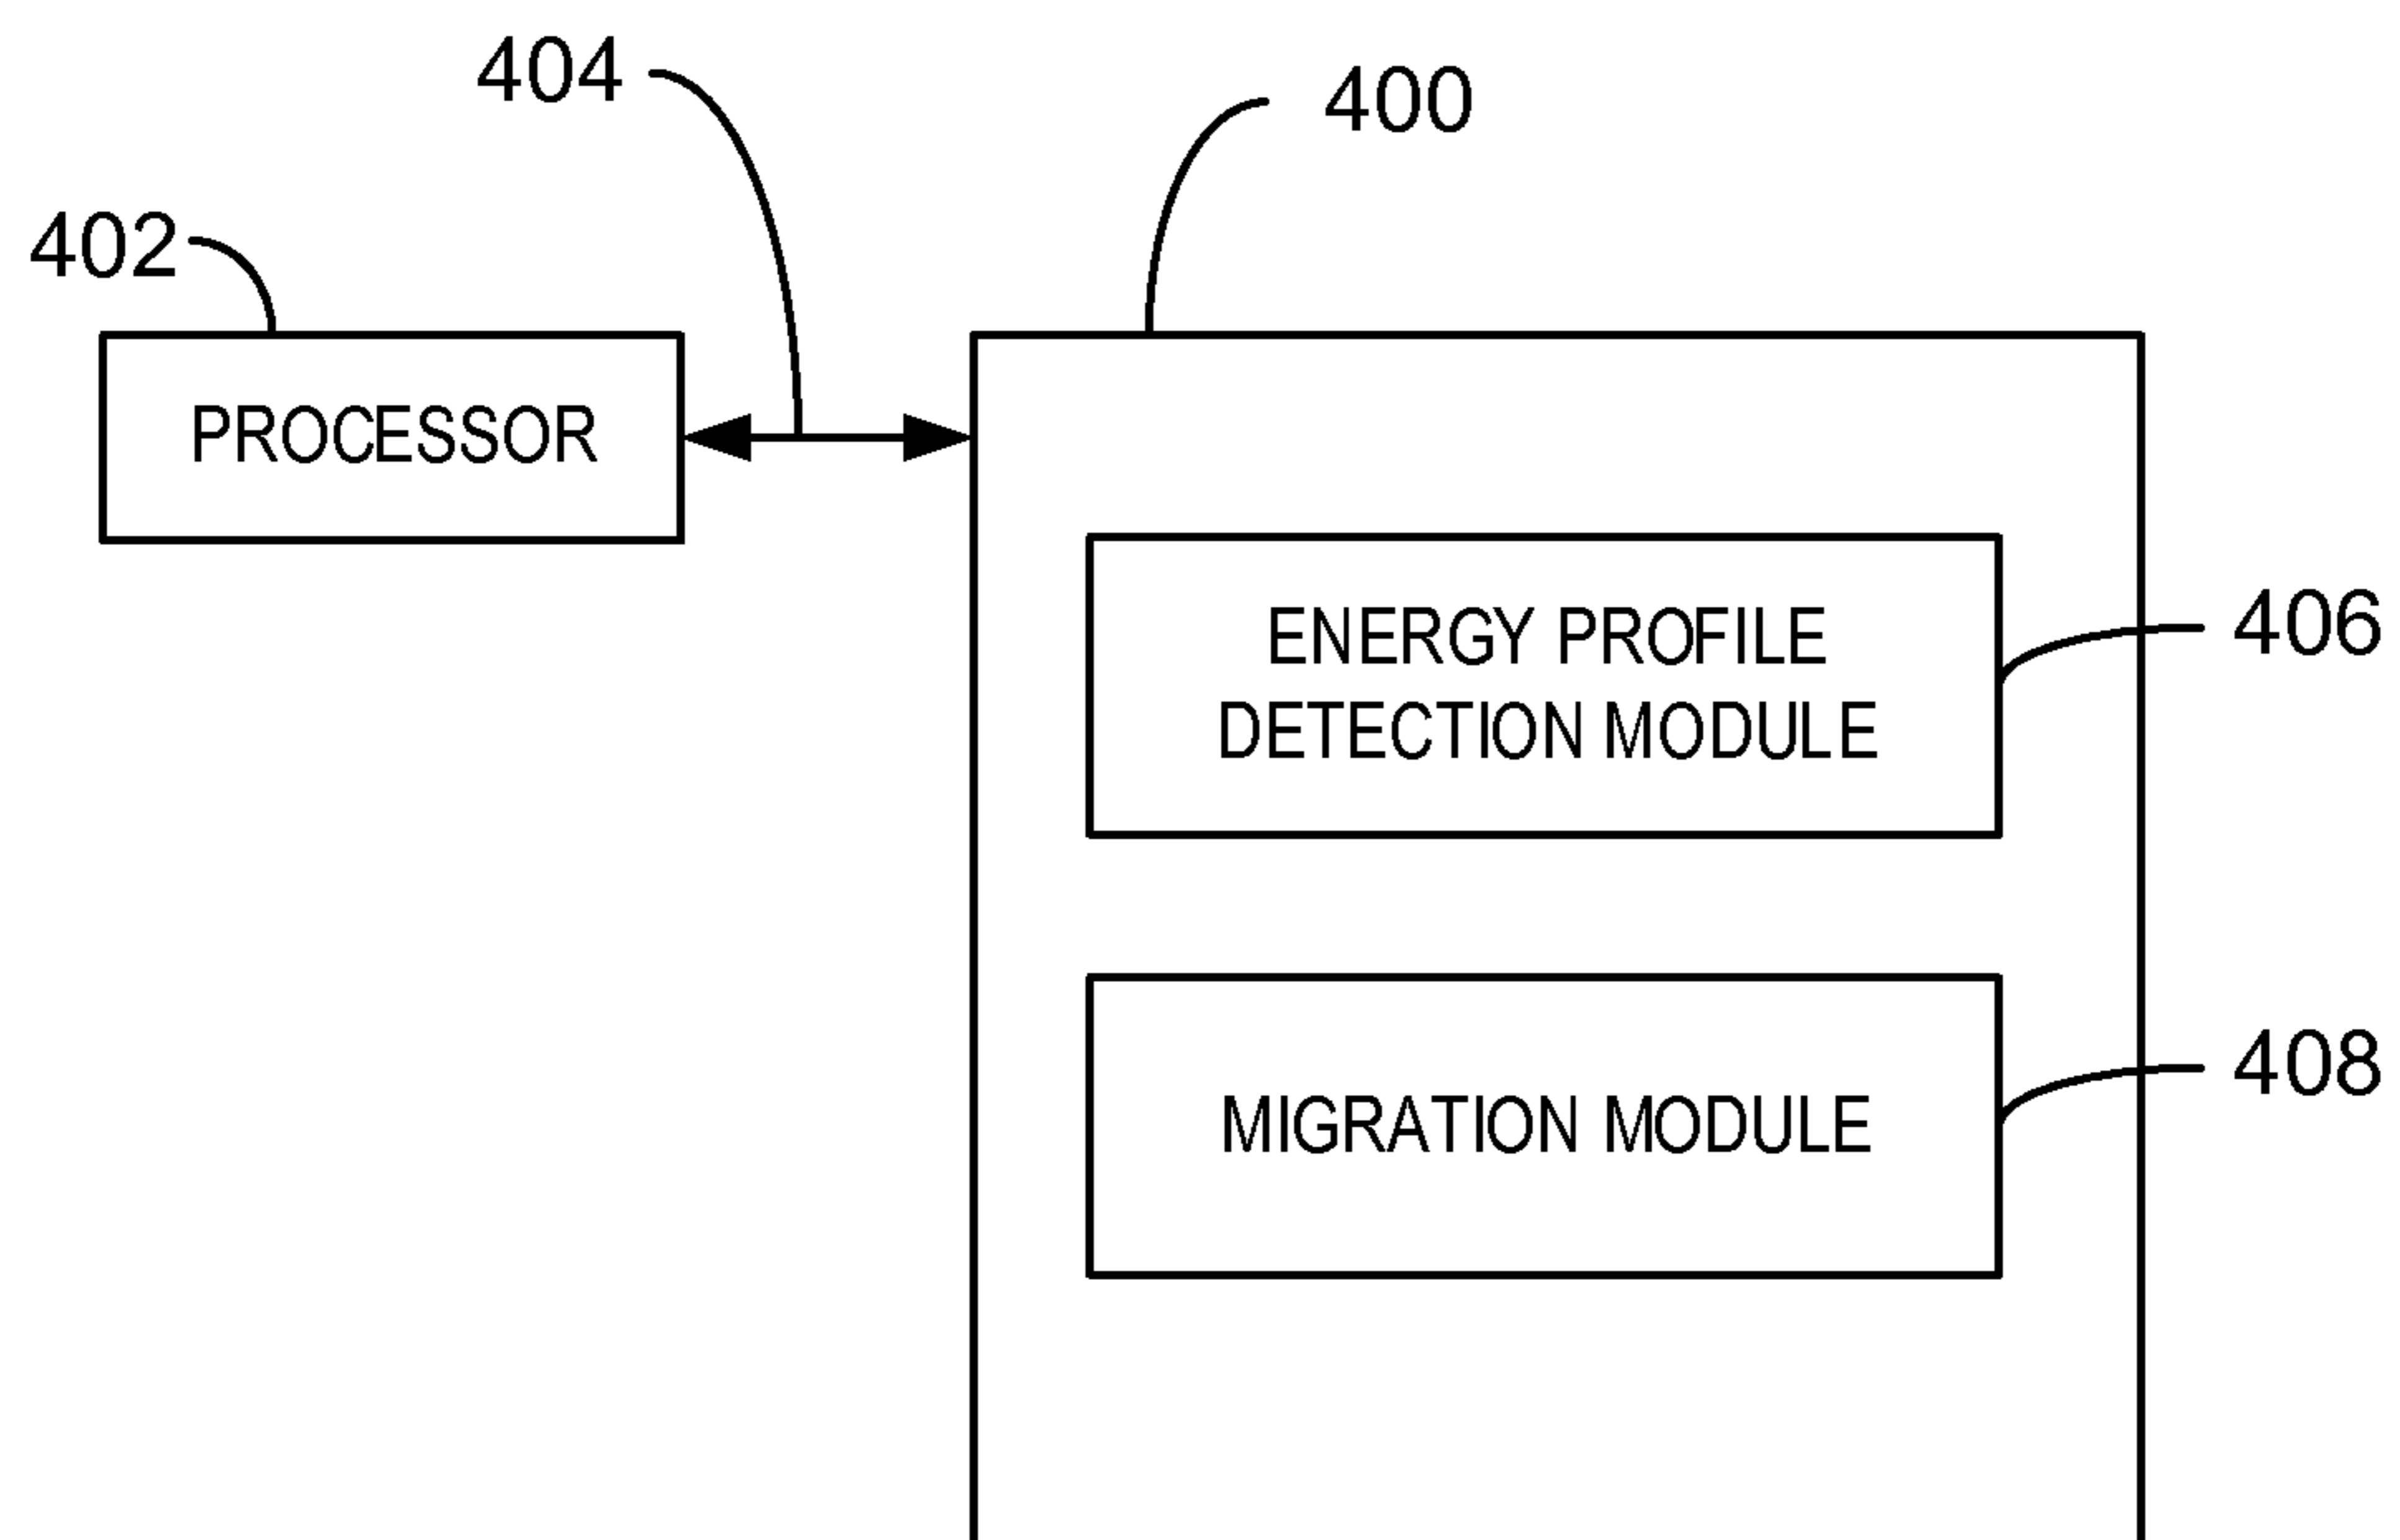 404
400
402
PROCESSOR
ENERGY PROFILE
DETECTION MODULE
406
MIGRATION MODULE
408